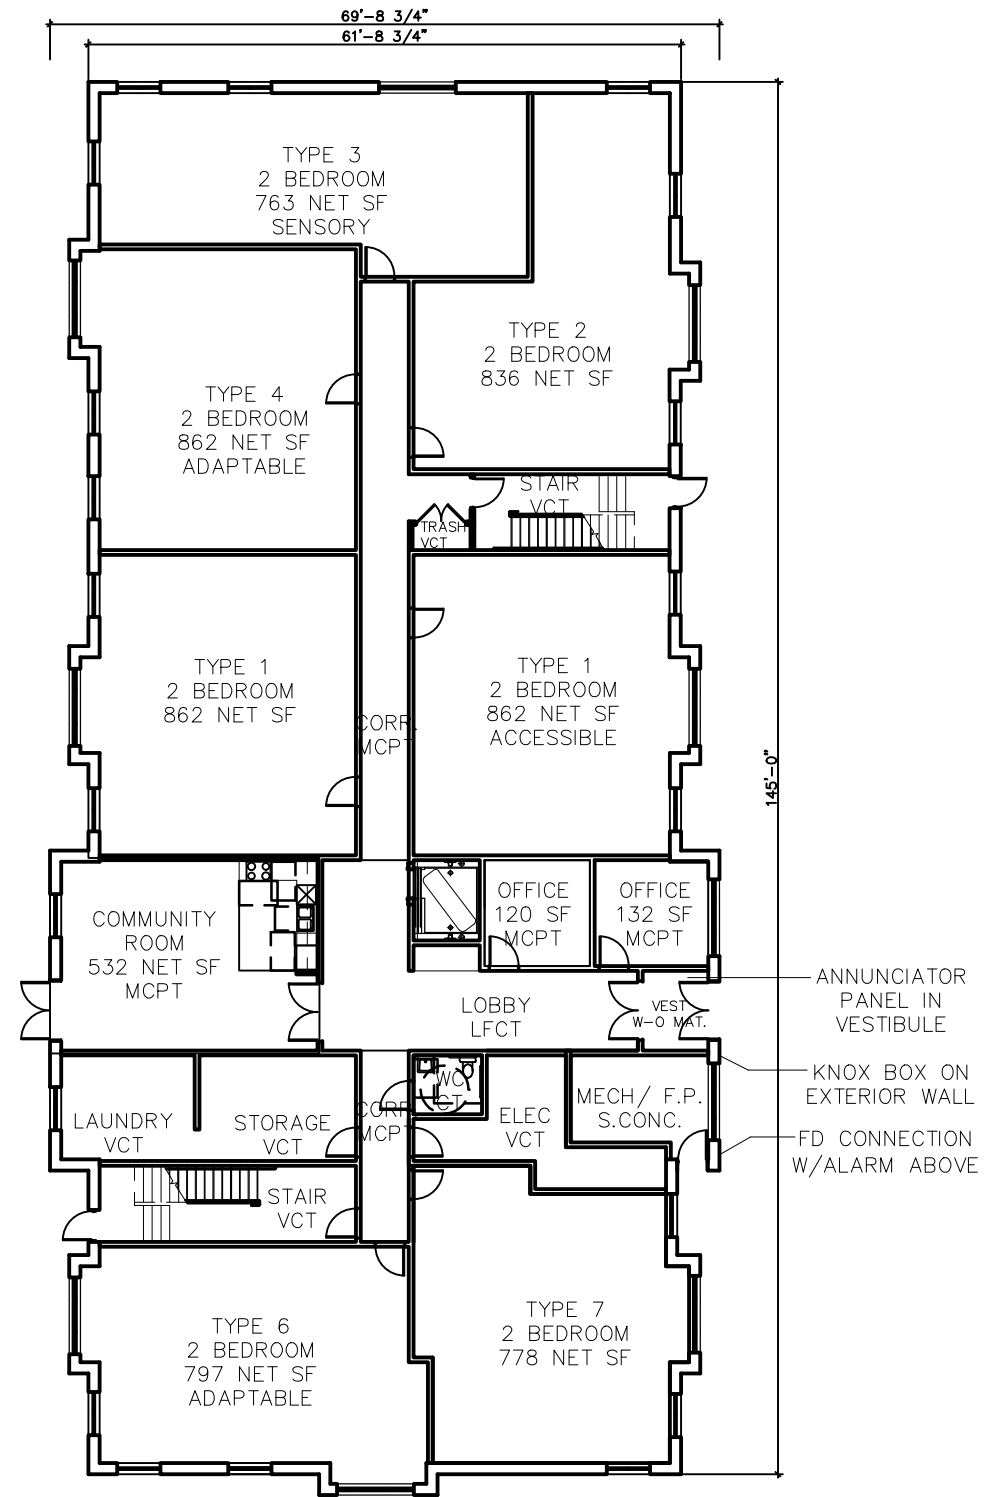 69'-8 3/4"
61'-8 3/4"
TYPE 3
2 BEDROOM
763 NET SF
SENSORY
TYPE 2
2 BEDROOM
836 NET SF
TYPE 4
2 BEDROOM
862 NET SF
ADAPTABLE
STAIR
VCT
TRASH
VCT
TYPE 1
2 BEDROOM
862 NET SF
TYPE 1
2 BEDROOM
862 NET SF
ACCESSIBLE
CORR.
MCPT
145'-0"
COMMUNITY
ROOM
532 NET SF
MCPT
OFFICE
120 SF
MCPT
OFFICE
132 SF
MCPT
LOBBY
LFCT
VEST
W-O MAT.
ANNUNCIATOR
PANEL IN
VESTIBULE
KNOX BOX ON
EXTERIOR WALL
FD CONNECTION
W/ALARM ABOVE
LAUNDRY
VCT
STORAGE
VCT
CORR.
MCPT
WC
VCT
ELEC
VCT
MECH/ F.P.
S.CONC.
STAIR
VCT
TYPE 6
2 BEDROOM
797 NET SF
ADAPTABLE
TYPE 7
2 BEDROOM
778 NET SF